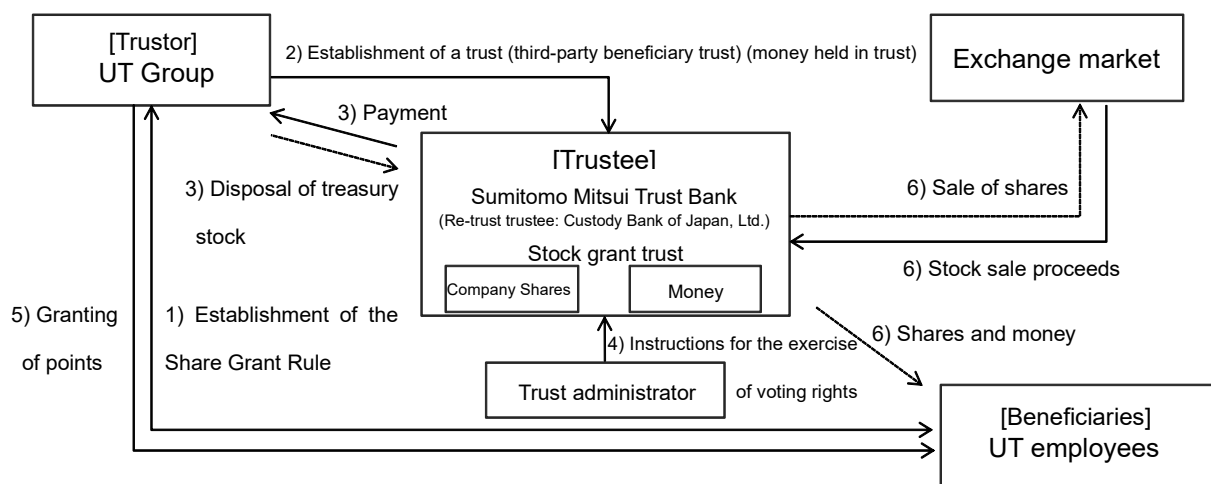 [Trustor]
UT Group
2) Establishment of a trust (third-party beneficiary trust) (money held in trust)
Exchange market
3) Payment
3) Disposal of treasury
stock
[Trustee]
Sumitomo Mitsui Trust Bank
(Re-trust trustee: Custody Bank of Japan, Ltd.)
Stock grant trust
Company Shares
Money
6) Sale of shares
6) Stock sale proceeds
5) Granting
of points
1) Establishment of the
Share Grant Rule
4) Instructions for the exercise
of voting rights
Trust administrator
6) Shares and money
[Beneficiaries]
UT employees